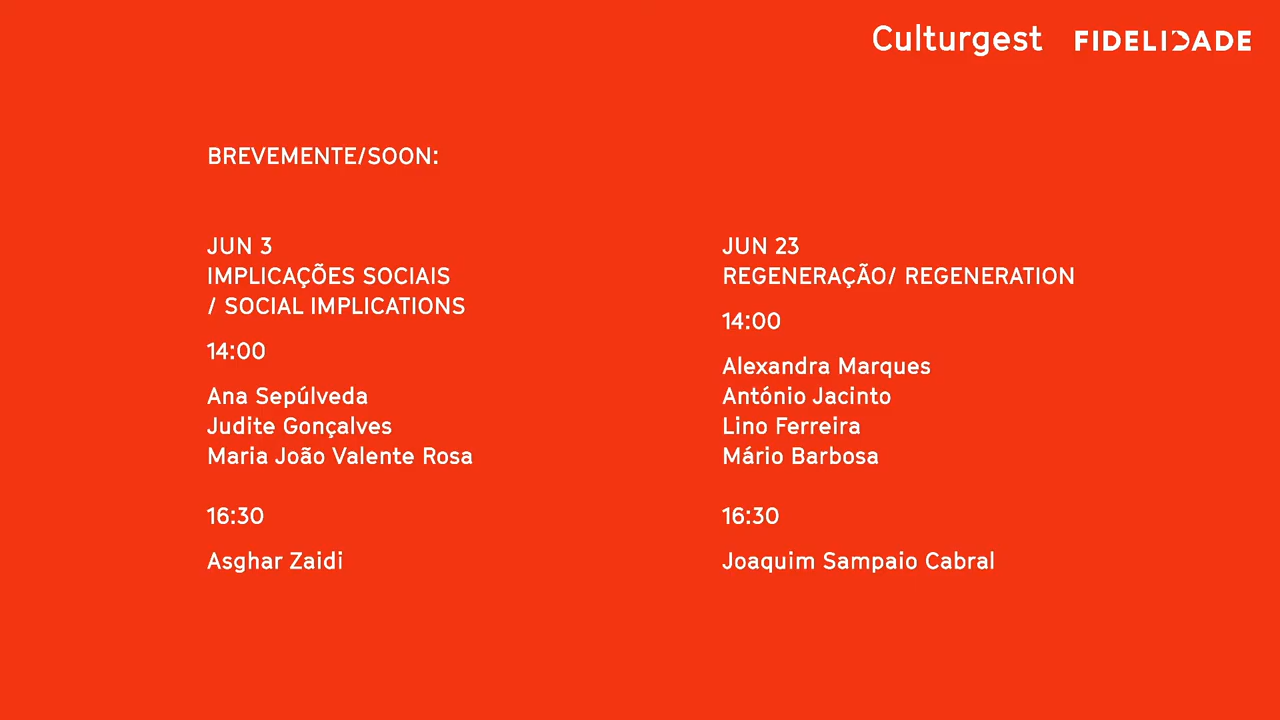 Culturgest FIDELIDADE
BREVEMENTE/SOON:
JUN 3
IMPLICAÇÕES SOCIAIS
/ SOCIAL IMPLICATIONS
14:00
Ana Sepúlveda
Judite Gonçalves
Maria João Valente Rosa
16:30
Asghar Zaidi
JUN 23
REGENERAÇÃO/ REGENERATION
14:00
Alexandra Marques
António Jacinto
Lino Ferreira
Mário Barbosa
16:30
Joaquim Sampaio Cabral